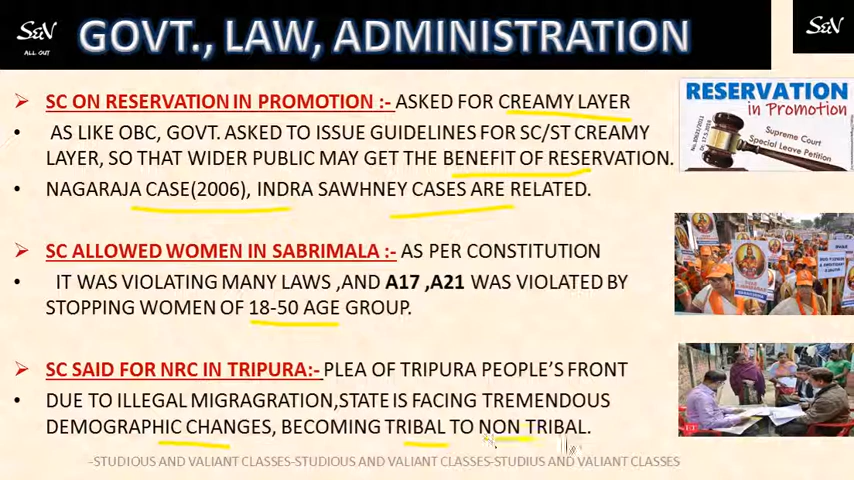 S&V
ALL OUT
GOVT., LAW, ADMINISTRATION
S&V
SC ON RESERVATION IN PROMOTION :- ASKED FOR CREAMY LAYER
AS LIKE OBC, GOVT. ASKED TO ISSUE GUIDELINES FOR SC/ST CREAMY
LAYER, SO THAT WIDER PUBLIC MAY GET THE BENEFIT OF RESERVATION.
NAGARAJA CASE(2006), INDRA SAWHNEY CASES ARE RELATED.
RESERVATION
in Promotion
Supreme Court
Special Leave Petition
SC ALLOWED WOMEN IN SABRIMALA :- AS PER CONSTITUTION
IT WAS VIOLATING MANY LAWS ,AND A17 ,A21 WAS VIOLATED BY
STOPPING WOMEN OF 18-50 AGE GROUP.
SC SAID FOR NRC IN TRIPURA:- PLEA OF TRIPURA PEOPLE'S FRONT
DUE TO ILLEGAL MIGRAGRATION,STATE IS FACING TREMENDOUS
DEMOGRAPHIC CHANGES, BECOMING TRIBAL TO NON TRIBAL.
-STUDIOUS AND VALIANT CLASSES-STUDIOUS AND VALIANT CLASSES-STUDIUS AND VALIANT CLASSES